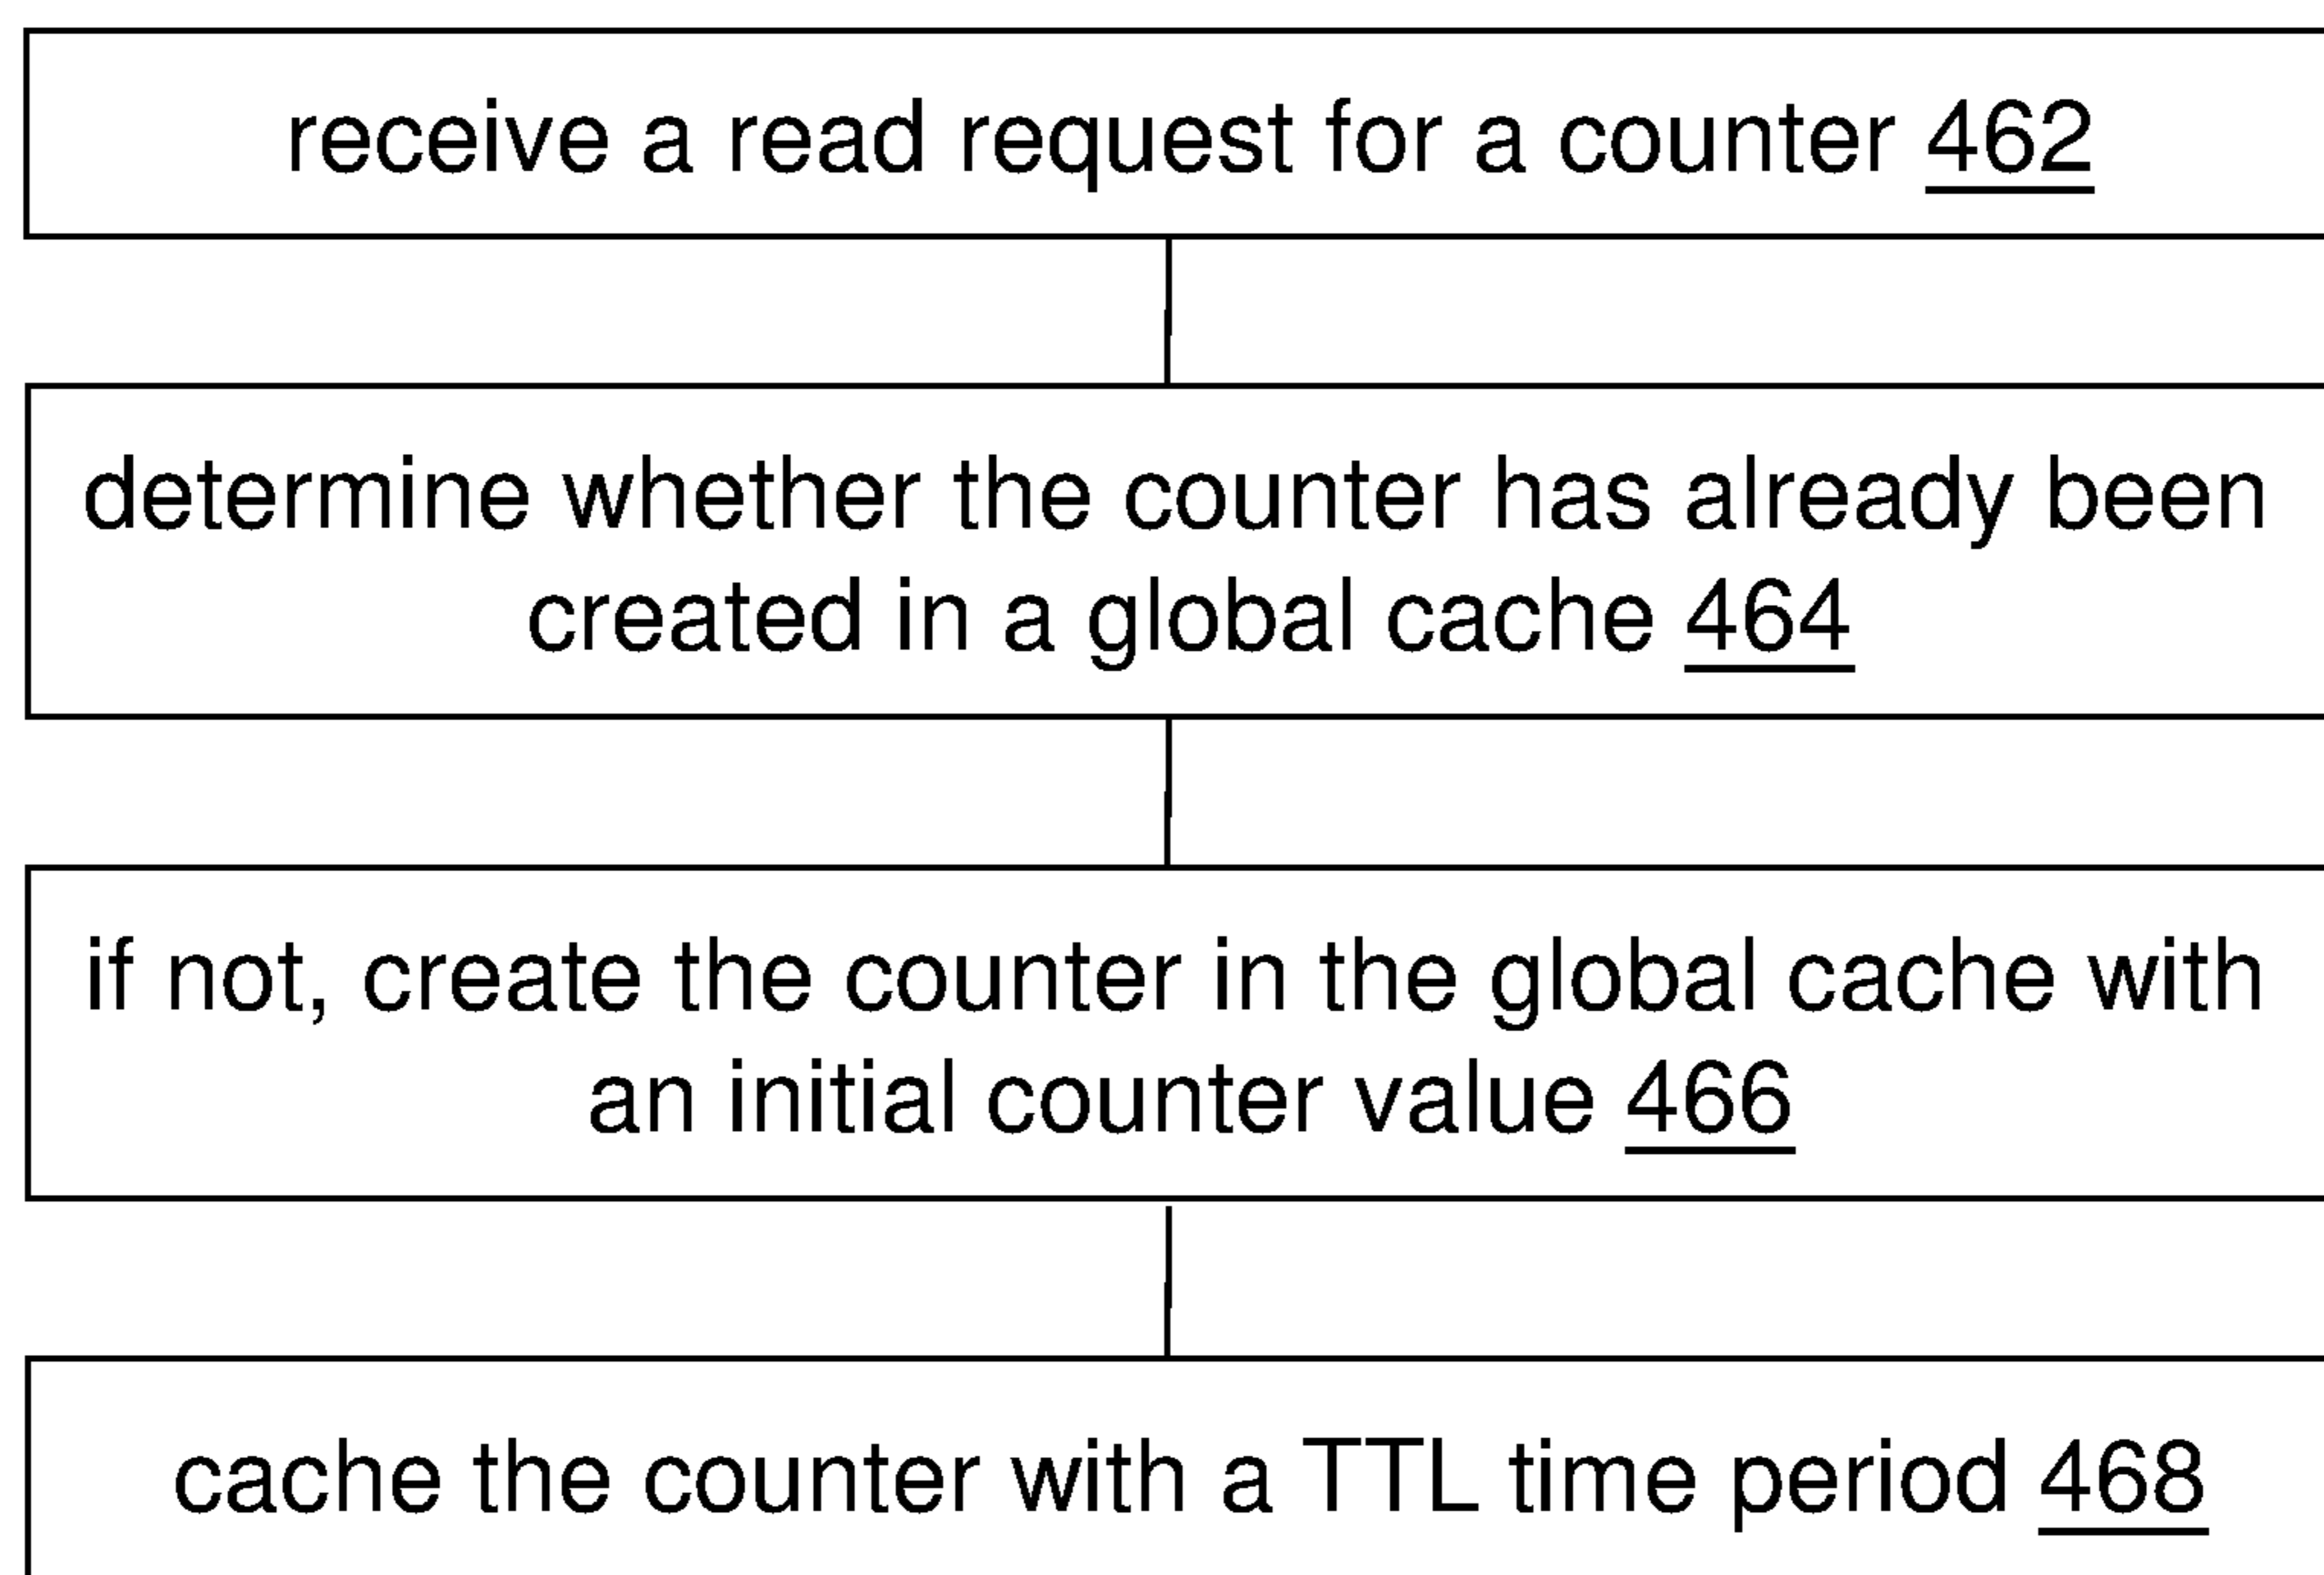 receive a read request for a counter 462
determine whether the counter has already been
created in a global cache 464
if not, create the counter in the global cache with
an initial counter value 466
cache the counter with a TTL time period 468